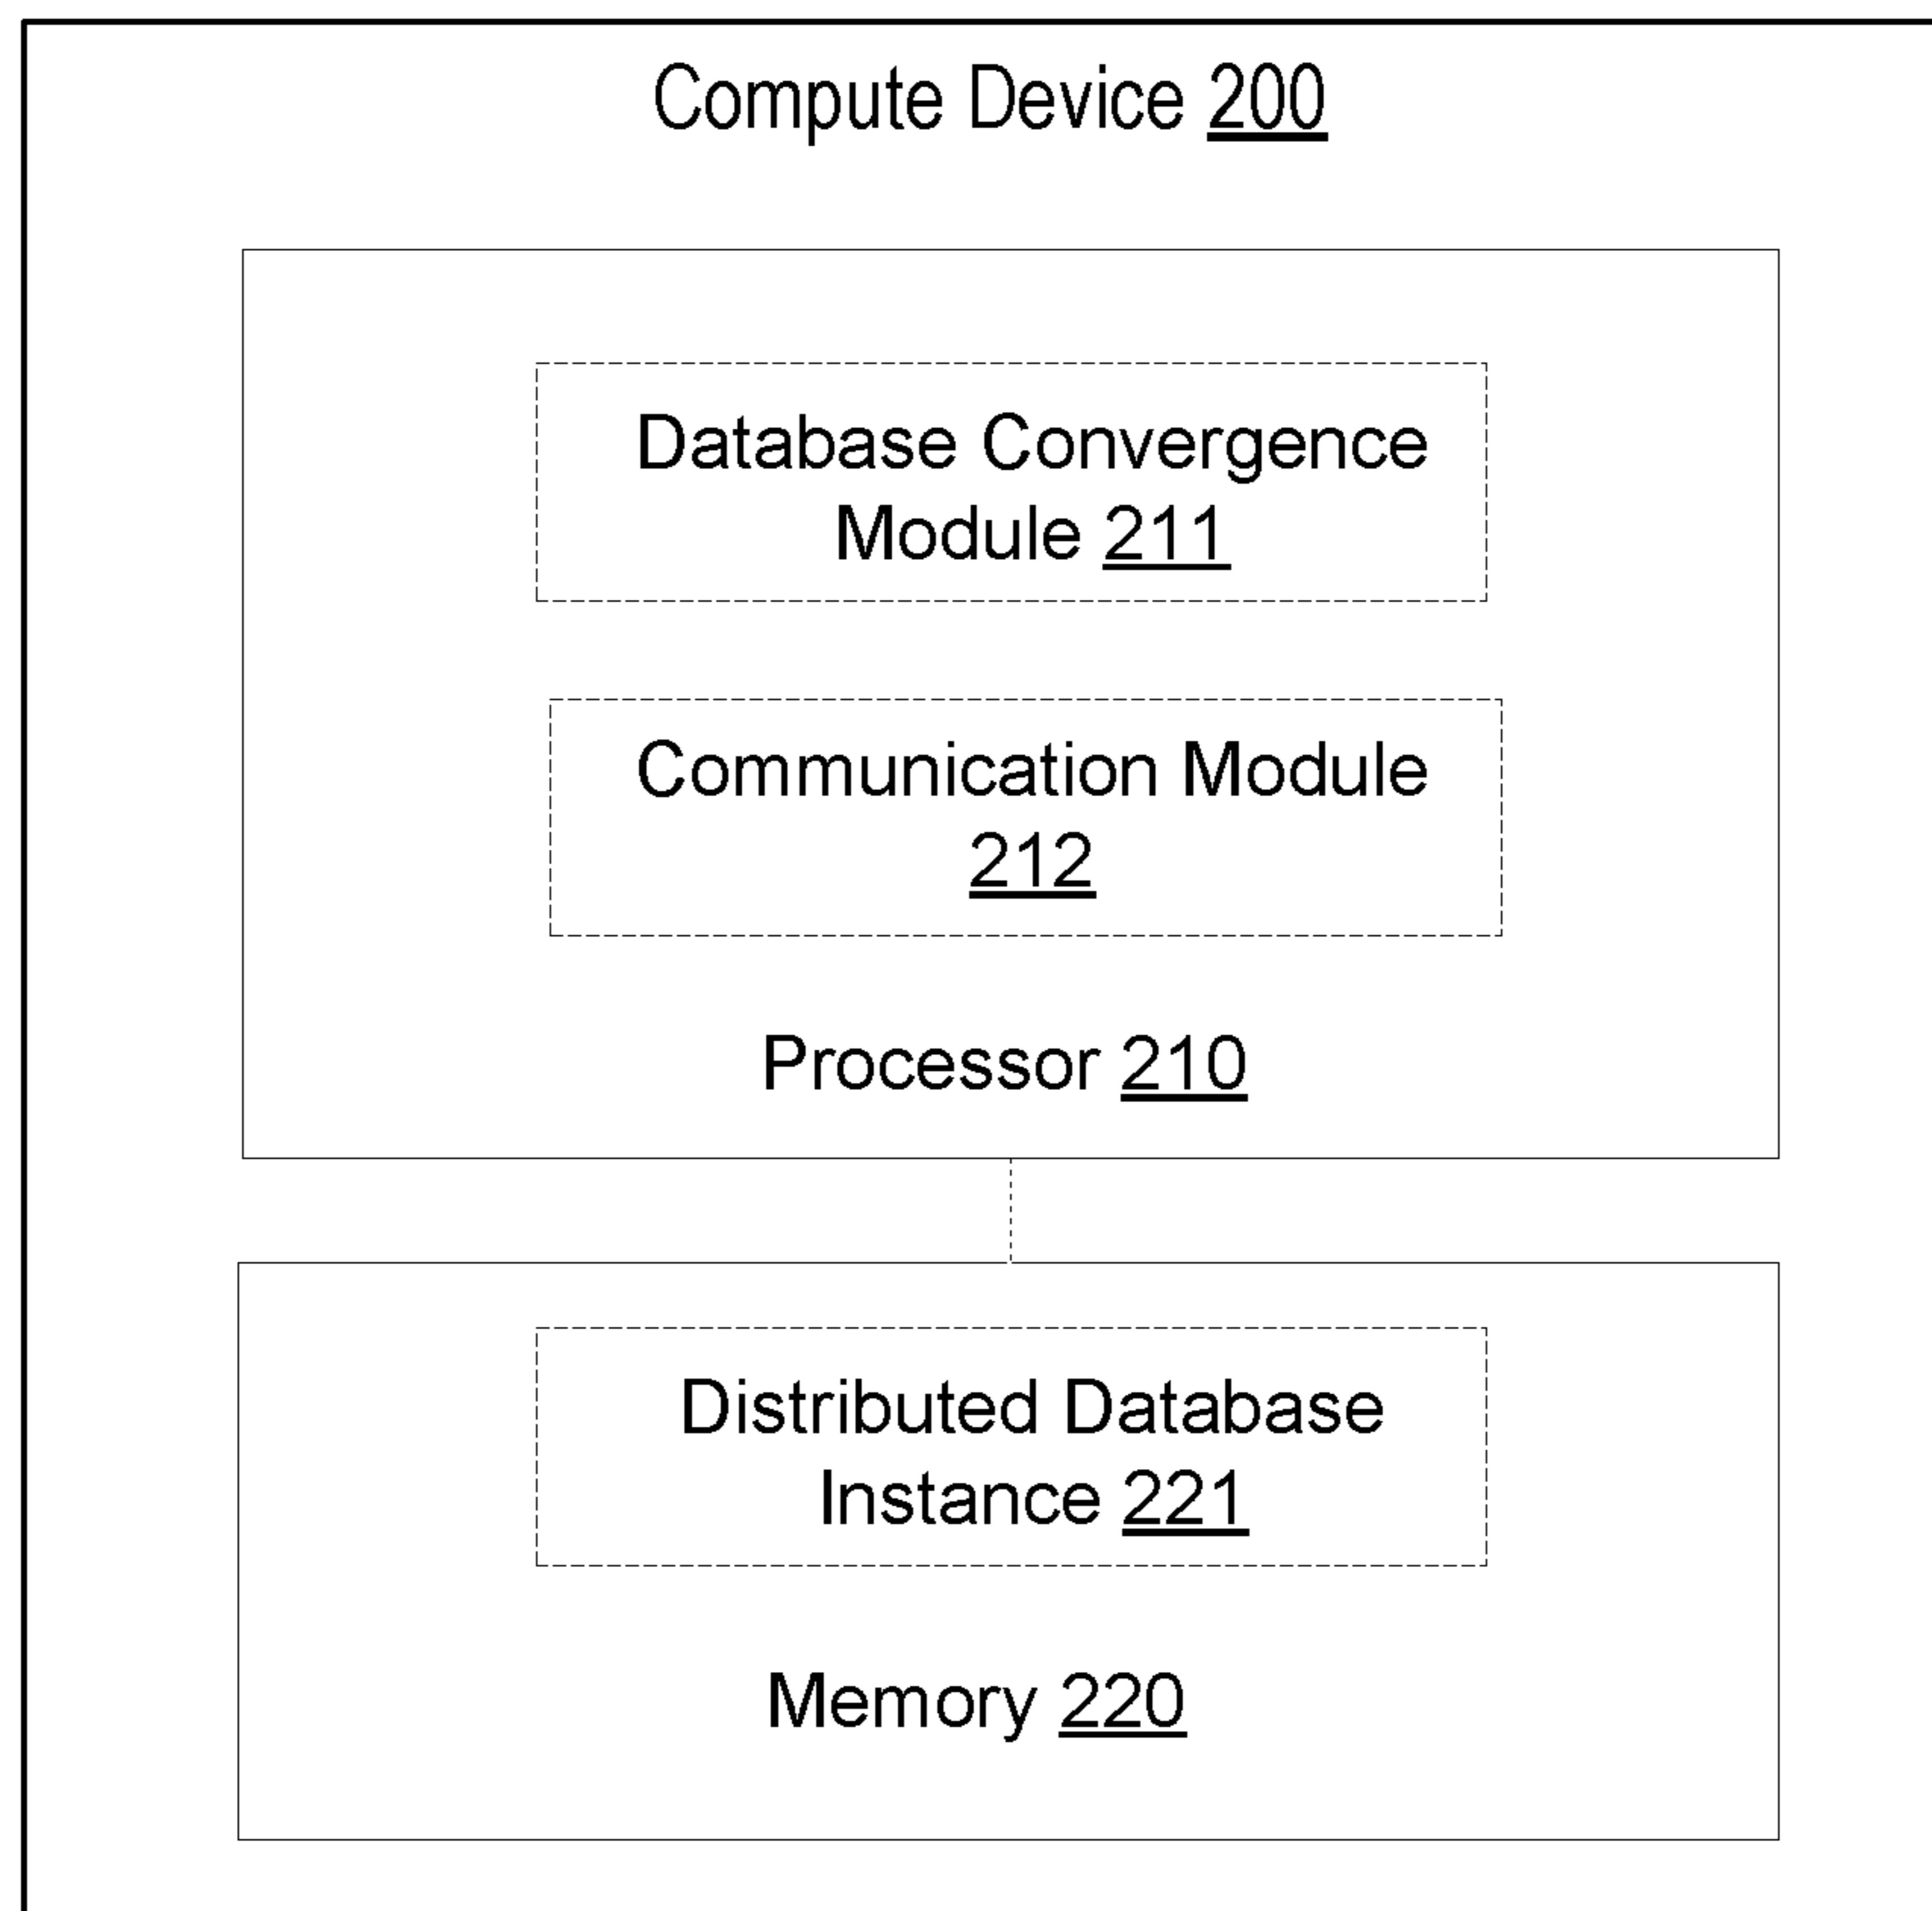 Compute Device 200
Database Convergence
Module 211
Communication Module
212
Processor 210
Distributed Database
Instance 221
Memory 220